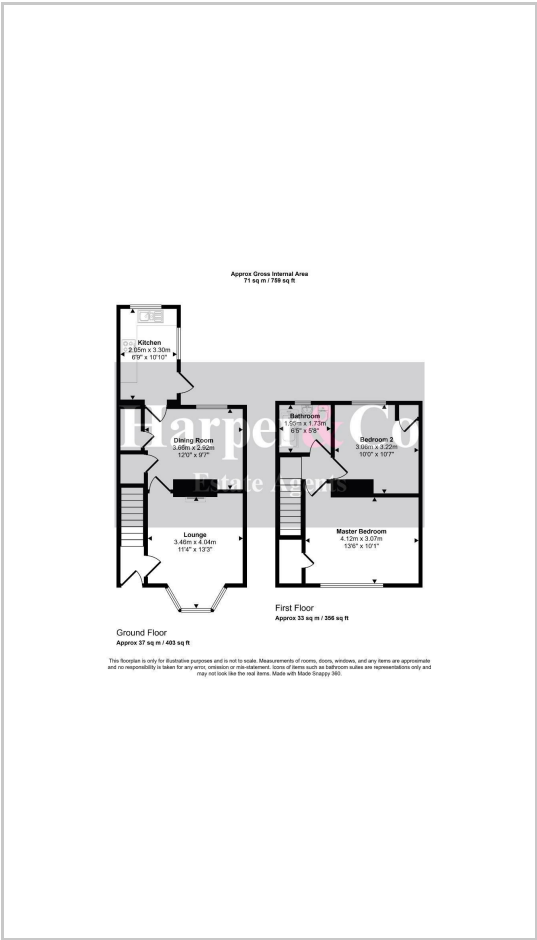 Approx Gross Internal Area
71 sq m / 759 sq ft
Kitchen
2.05m x 3.30m
6'9" x 10'10"
Harper & Co
Estate Agents
Dining Room
3.66m x 2.92m
12'0" x 9'7"
Lounge
3.46m x 4.04m
11'4" x 13'3"
Ground Floor
Approx 37 sq m / 403 sq ft
Bathroom
1.95m x 1.73m
6'5" x 5'8"
Bedroom 2
3.06m x 3.22m
10'0" x 10'7"
Master Bedroom
4.12m x 3.07m
13'6" x 10'1"
First Floor
Approx 33 sq m / 356 sq ft
This floorplan is only for illustrative purposes and is not to scale. Measurements of rooms, doors, windows, and any items are approximate
and no responsibility is taken for any error, omission or mis-statement. Icons of items such as bathroom suites are representations only and
may not look like the real items. Made with Made Snappy 360.